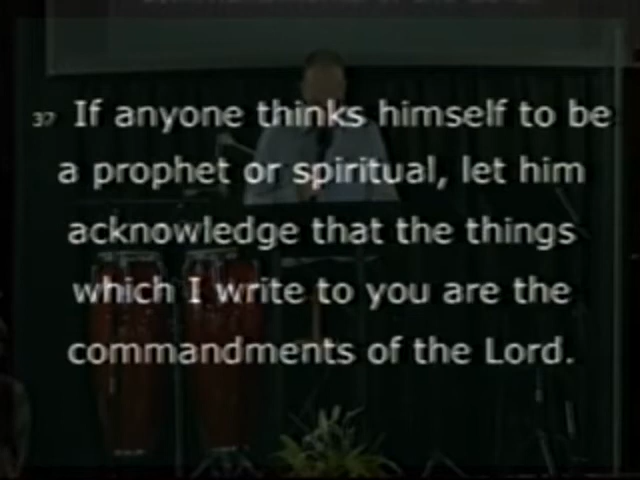 37 If anyone thinks himself to be
a prophet or spiritual, let him
acknowledge that the things
which I write to you are the
commandments of the Lord.